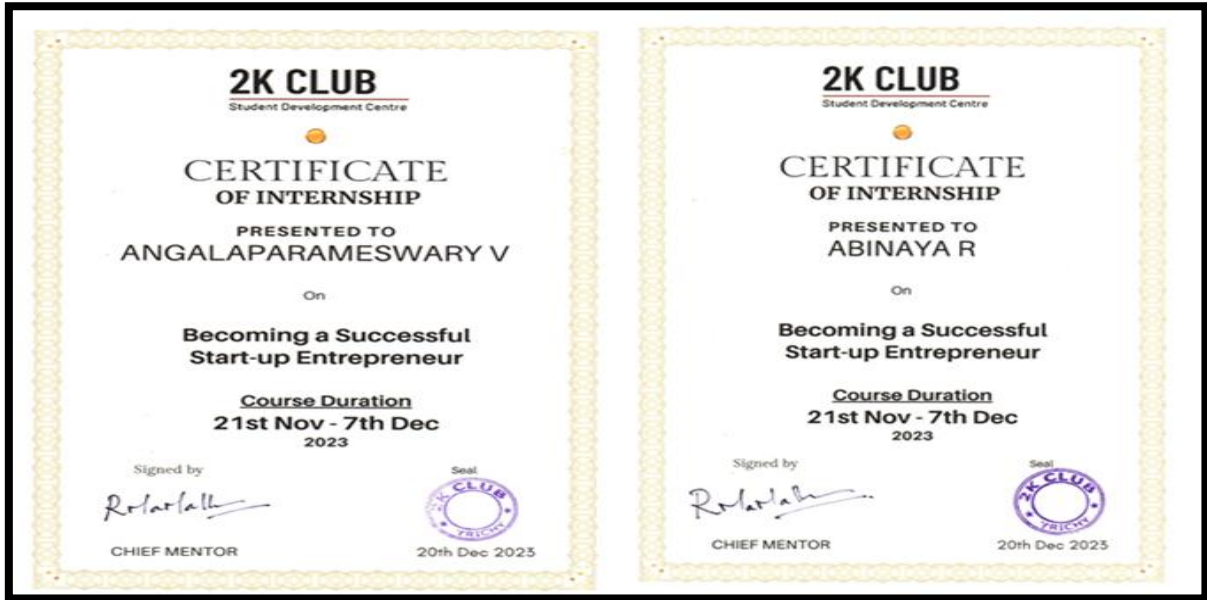 2K CLUB
Student Development Centre
CERTIFICATE
OF INTERNSHIP
PRESENTED TO
ANGALAPARAMESWARY V
On
Becoming a Successful
Start-up Entrepreneur
Course Duration
21st Nov - 7th Dec
2023
Signed by
Seal
2K CLUB
TRICHY
CHIEF MENTOR
20th Dec 2023
2K CLUB
Student Development Centre
CERTIFICATE
OF INTERNSHIP
PRESENTED TO
ABINAYA R
On
Becoming a Successful
Start-up Entrepreneur
Course Duration
21st Nov - 7th Dec
2023
Signed by
Seal
2K CLUB
TRICHY
CHIEF MENTOR
20th Dec 2023